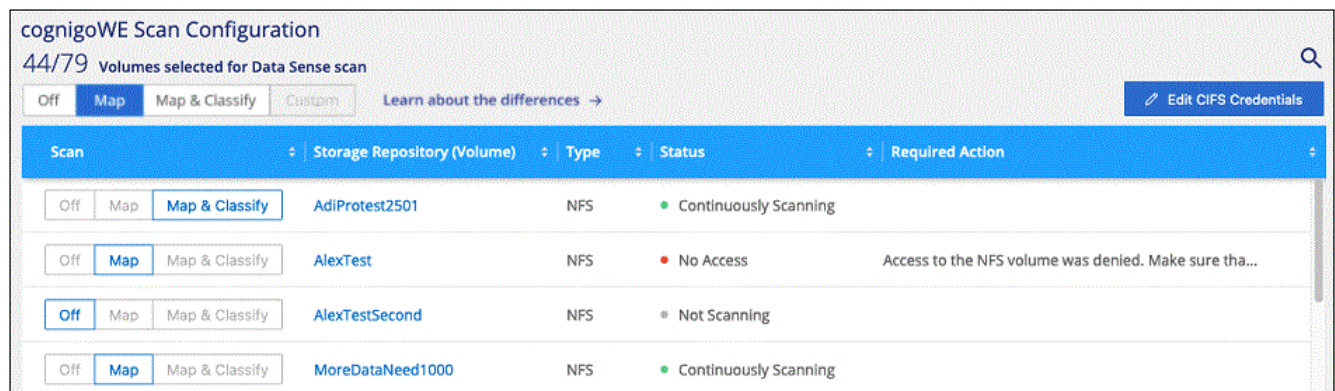 cognigoWE Scan Configuration
44/79 Volumes selected for Data Sense scan
Off Map Map & Classify Custom Learn about the differences → Edit CIFS Credentials
Scan Storage Repository (Volume) Type Status Required Action
Off Map Map & Classify AdiProtest2501 NFS Continuously Scanning
Off Map Map & Classify AlexTest NFS No Access Access to the NFS volume was denied. Make sure tha...
Off Map Map & Classify AlexTestSecond NFS Not Scanning
Off Map Map & Classify MoreDataNeed1000 NFS Continuously Scanning